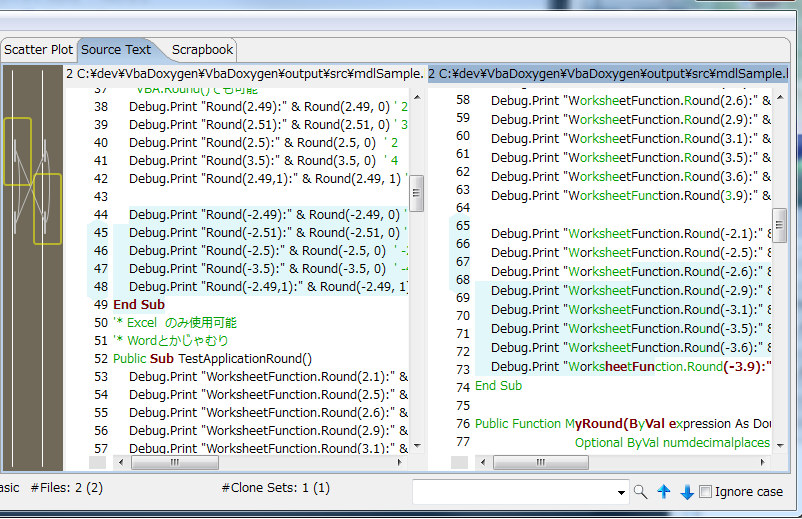 Scatter Plot Source Text Scrapbook
2 C:¥dev¥VbaDoxygen¥VbaDoxygen¥output¥src¥mdlSample.
37 VBA.Round()でも可能
38 Debug.Print "Round(2.49):" & Round(2.49, 0) ' 2
39 Debug.Print "Round(2.51):" & Round(2.51, 0) ' 3
40 Debug.Print "Round(2.5):" & Round(2.5, 0) ' 2
41 Debug.Print "Round(3.5):" & Round(3.5, 0) ' 4
42 Debug.Print "Round(2.49,1):" & Round(2.49, 1) '
43
44 Debug.Print "Round(-2.49):" & Round(-2.49, 0) '
45 Debug.Print "Round(-2.51):" & Round(-2.51, 0)
46 Debug.Print "Round(-2.5):" & Round(-2.5, 0) ' -
47 Debug.Print "Round(-3.5):" & Round(-3.5, 0) ' -
48 Debug.Print "Round(-2.49,1):" & Round(-2.49, 1)
49 End Sub
50 '* Excel のみ使用可能
51 '* Wordとかじゃむり
52 Public Sub TestApplicationRound()
53 Debug.Print "WorksheetFunction.Round(2.1):" &
54 Debug.Print "WorksheetFunction.Round(2.5):" &
55 Debug.Print "WorksheetFunction.Round(2.6):" &
56 Debug.Print "WorksheetFunction.Round(2.9):" &
57 Debug.Print "WorksheetFunction.Round(3.1):" &
2 C:¥dev¥VbaDoxygen¥VbaDoxygen¥output¥src¥mdlSample.
58 Debug.Print "WorksheetFunction.Round(2.6):" &
59 Debug.Print "WorksheetFunction.Round(2.9):" &
60 Debug.Print "WorksheetFunction.Round(3.1):" &
61 Debug.Print "WorksheetFunction.Round(3.5):" &
62 Debug.Print "WorksheetFunction.Round(3.6):" &
63 Debug.Print "WorksheetFunction.Round(3.9):" &
64
65 Debug.Print "WorksheetFunction.Round(-2.1):"
66 Debug.Print "WorksheetFunction.Round(-2.5):" &
67 Debug.Print "WorksheetFunction.Round(-2.6):" &
68 Debug.Print "WorksheetFunction.Round(-2.9):" &
69 Debug.Print "WorksheetFunction.Round(-3.1):" &
70 Debug.Print "WorksheetFunction.Round(-3.5):" &
71 Debug.Print "WorksheetFunction.Round(-3.6):" &
72 Debug.Print "WorksheetFunction.Round(-3.9):"
73 End Sub
74
75
76 Public Function MyRound(ByVal expression As Dou
77 Optional ByVal numdecimalplaces
asic #Files: 2 (2) #Clone Sets: 1 (1) Ignore case